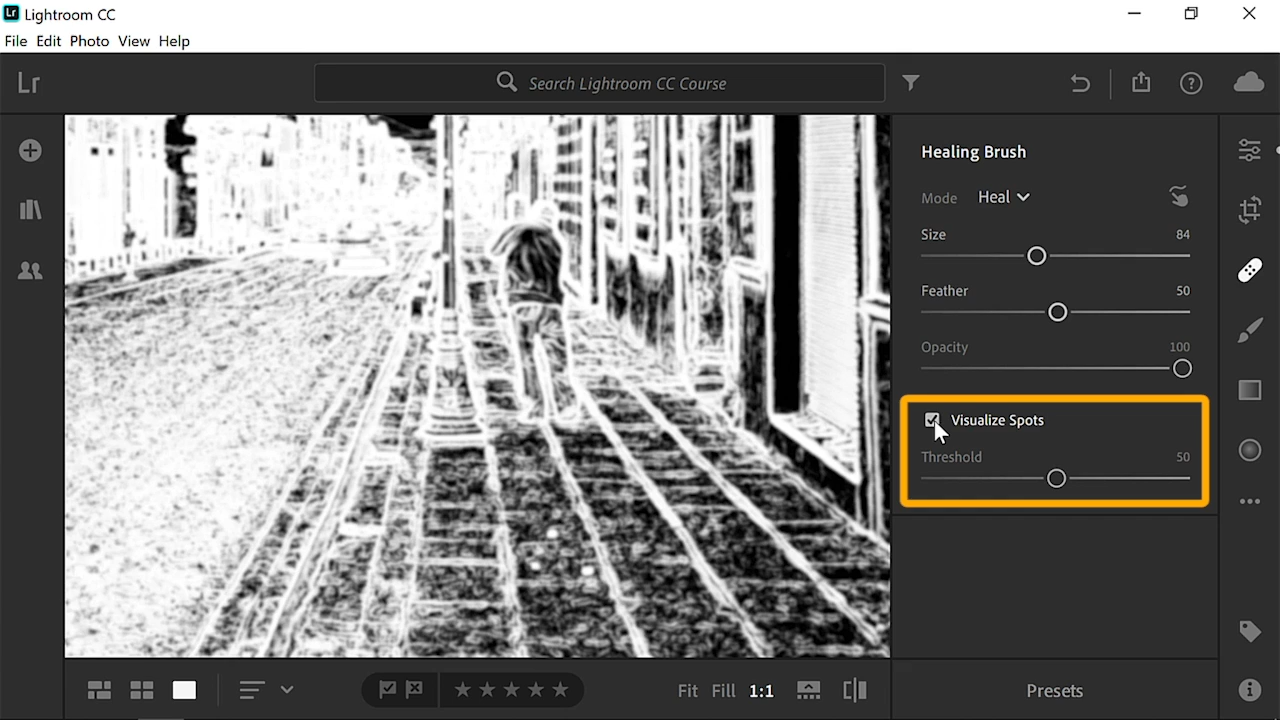 Lr Lightroom CC
File Edit Photo View Help
Lr
Search Lightroom CC Course
?
Healing Brush
Mode Heal
Size 84
Feather 50
Opacity 100
Visualize Spots
Threshold 50
Fit Fill 1:1
Presets